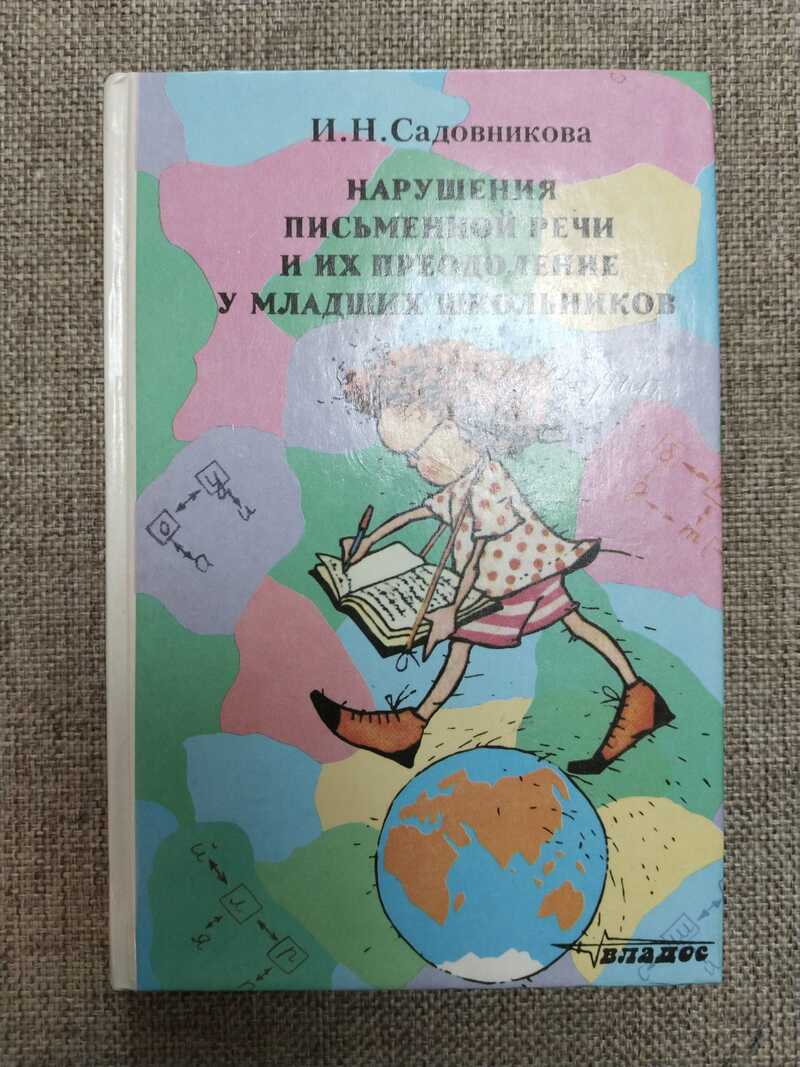 И.Н.Садовникова
НАРУШЕНИЯ
ПИСЬМЕННОЙ РЕЧИ
И ИХ ПРЕОДОЛЕНИЕ
У МЛАДШИХ ШКОЛЬНИКОВ
ВЛАДОС